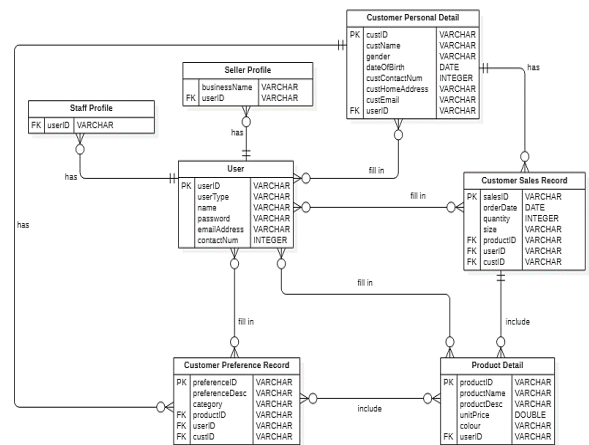 Customer Personal Detail
PK custID VARCHAR
custName VARCHAR
gender VARCHAR
dateOfBirth DATE
custContactNum INTEGER
custHomeAddress VARCHAR
custEmail VARCHAR
FK userID VARCHAR
Seller Profile
businessName VARCHAR
FK userID VARCHAR
Staff Profile
FK userID VARCHAR
has
has
has
has
fill in
fill in
User
PK userID VARCHAR
userType VARCHAR
name VARCHAR
password VARCHAR
emailAddress VARCHAR
contactNum INTEGER
Customer Sales Record
PK salesID VARCHAR
orderDate DATE
quantity INTEGER
size VARCHAR
FK productID VARCHAR
FK userID VARCHAR
FK custID VARCHAR
fill in
fill in
include
Customer Preference Record
PK preferenceID VARCHAR
preferenceDesc VARCHAR
category VARCHAR
FK productID VARCHAR
FK userID VARCHAR
FK custID VARCHAR
include
Product Detail
PK productID VARCHAR
productName VARCHAR
productDesc VARCHAR
unitPrice DOUBLE
colour VARCHAR
FK userID VARCHAR